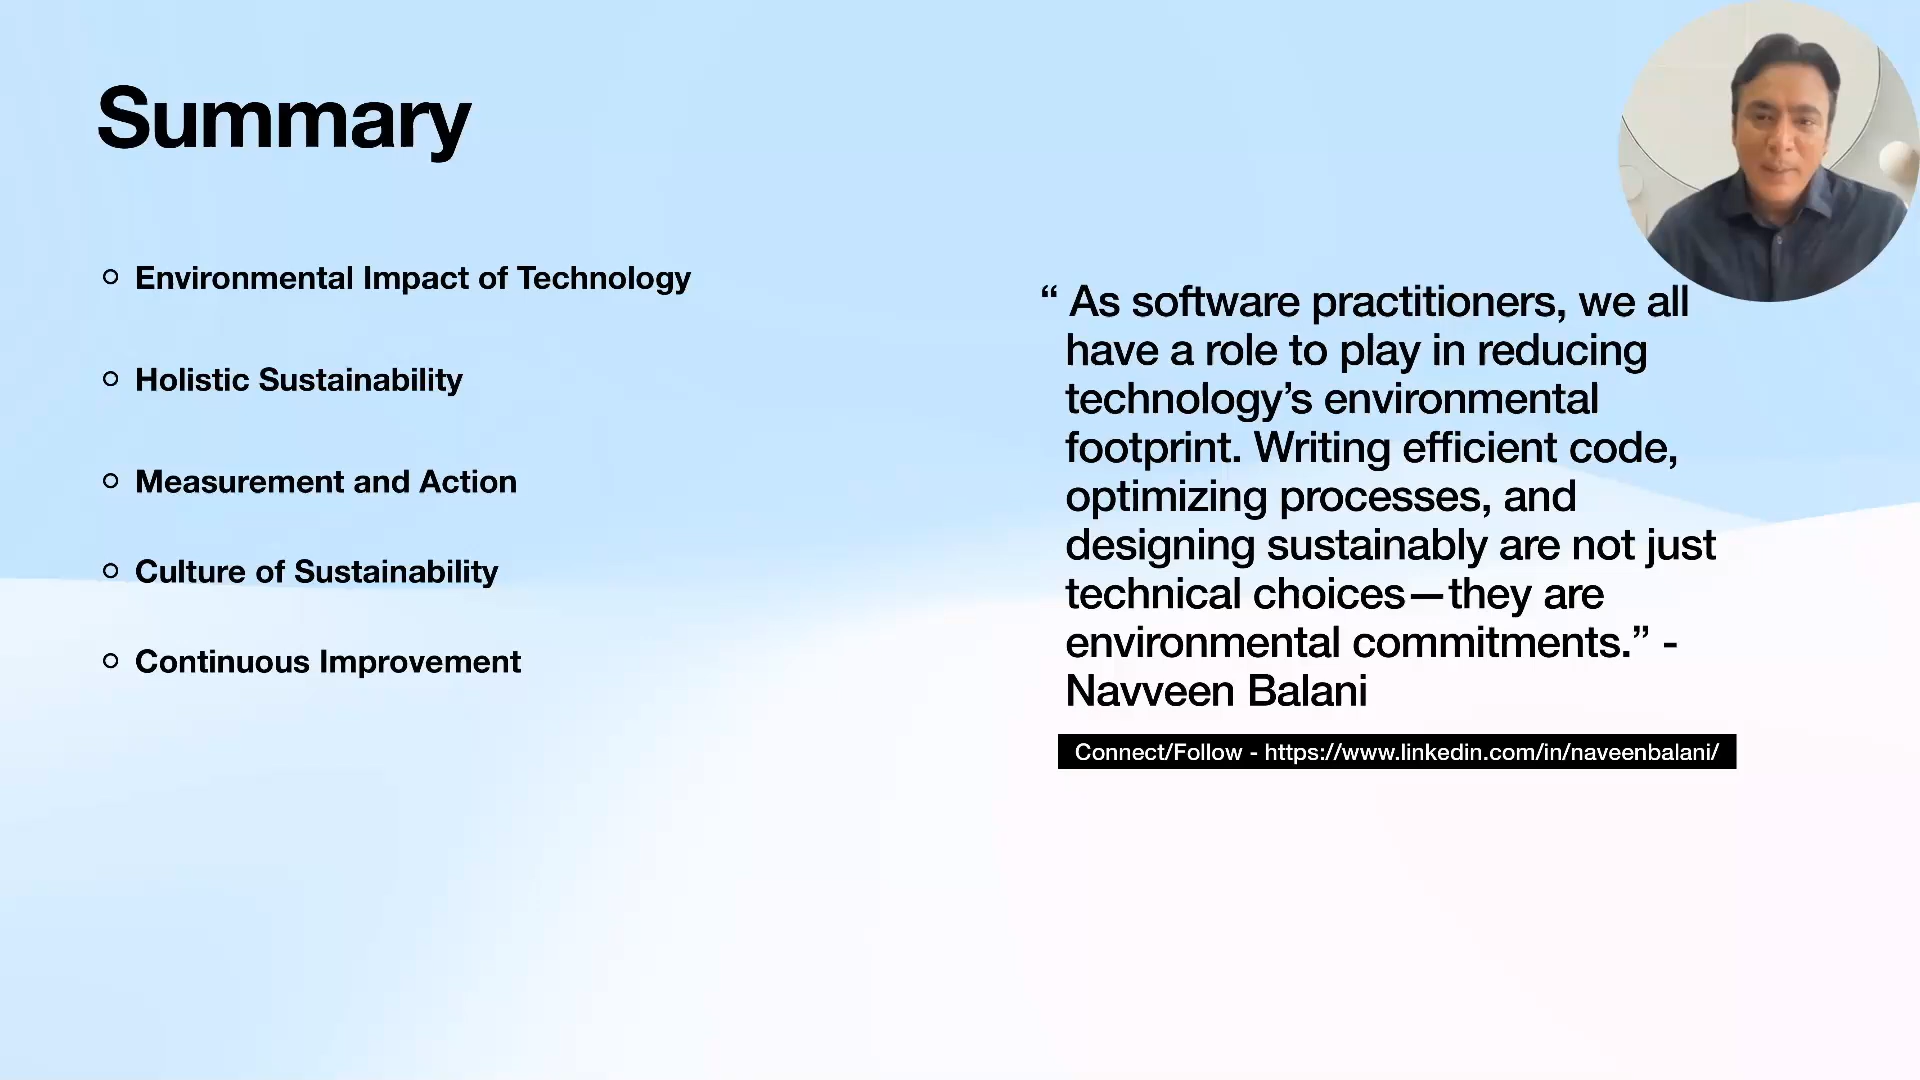 Summary
Environmental Impact of Technology
Holistic Sustainability
Measurement and Action
Culture of Sustainability
Continuous Improvement
“ As software practitioners, we all
have a role to play in reducing
technology’s environmental
footprint. Writing efficient code,
optimizing processes, and
designing sustainably are not just
technical choices—they are
environmental commitments.” -
Navveen Balani
Connect/Follow - https://www.linkedin.com/in/naveenbalani/